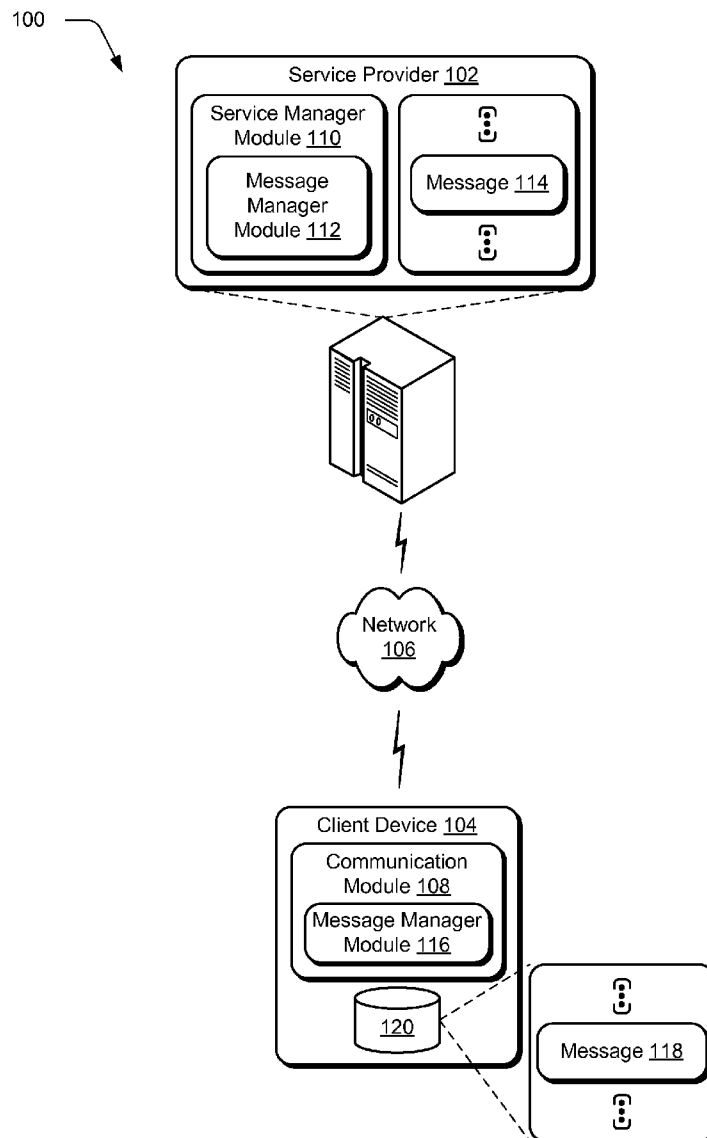 100
Service Provider 102
Service Manager
Module 110
Message
Manager
Module 112
Message 114
Network
106
Client Device 104
Communication
Module 108
Message Manager
Module 116
120
Message 118